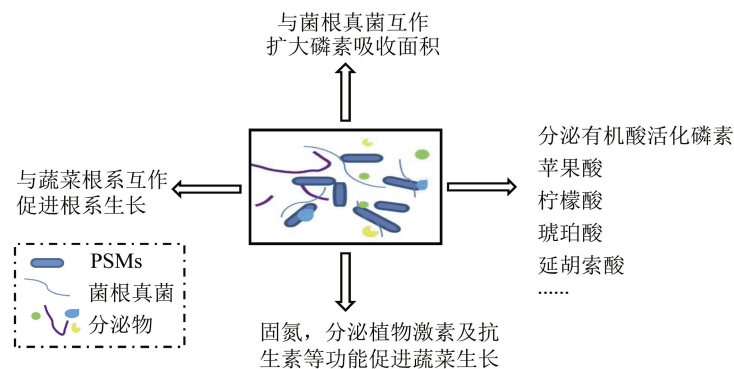 与菌根真菌互作
扩大磷素吸收面积
与蔬菜根系互作
促进根系生长
分泌有机酸活化磷素
苹果酸
柠檬酸
琥珀酸
延胡索酸
......
PSMs
菌根真菌
分泌物
固氮，分泌植物激素及抗
生素等功能促进蔬菜生长